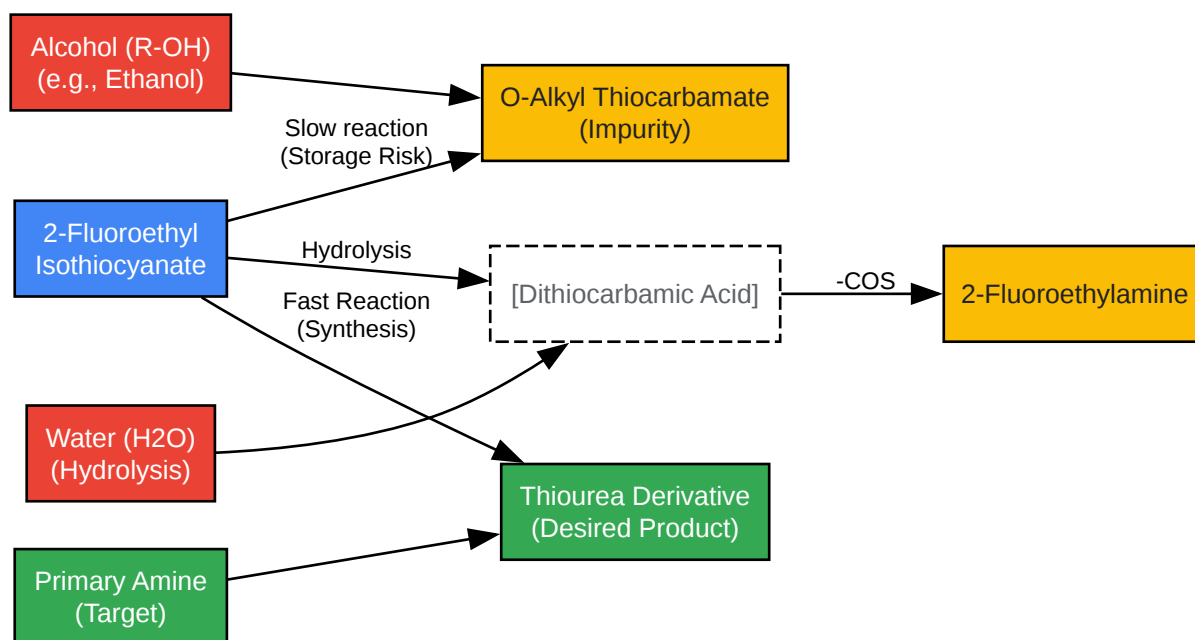 Alcohol (R-OH)
(e.g., Ethanol)
O-Alkyl Thiocarbamate
(Impurity)
Slow reaction
(Storage Risk)
2-Fluoroethyl
Isothiocyanate
Hydrolysis
[Dithiocarbamic Acid]
-COS
2-Fluoroethylamine
Fast Reaction
(Synthesis)
Water (H2O)
(Hydrolysis)
Thiourea Derivative
(Desired Product)
Primary Amine
(Target)